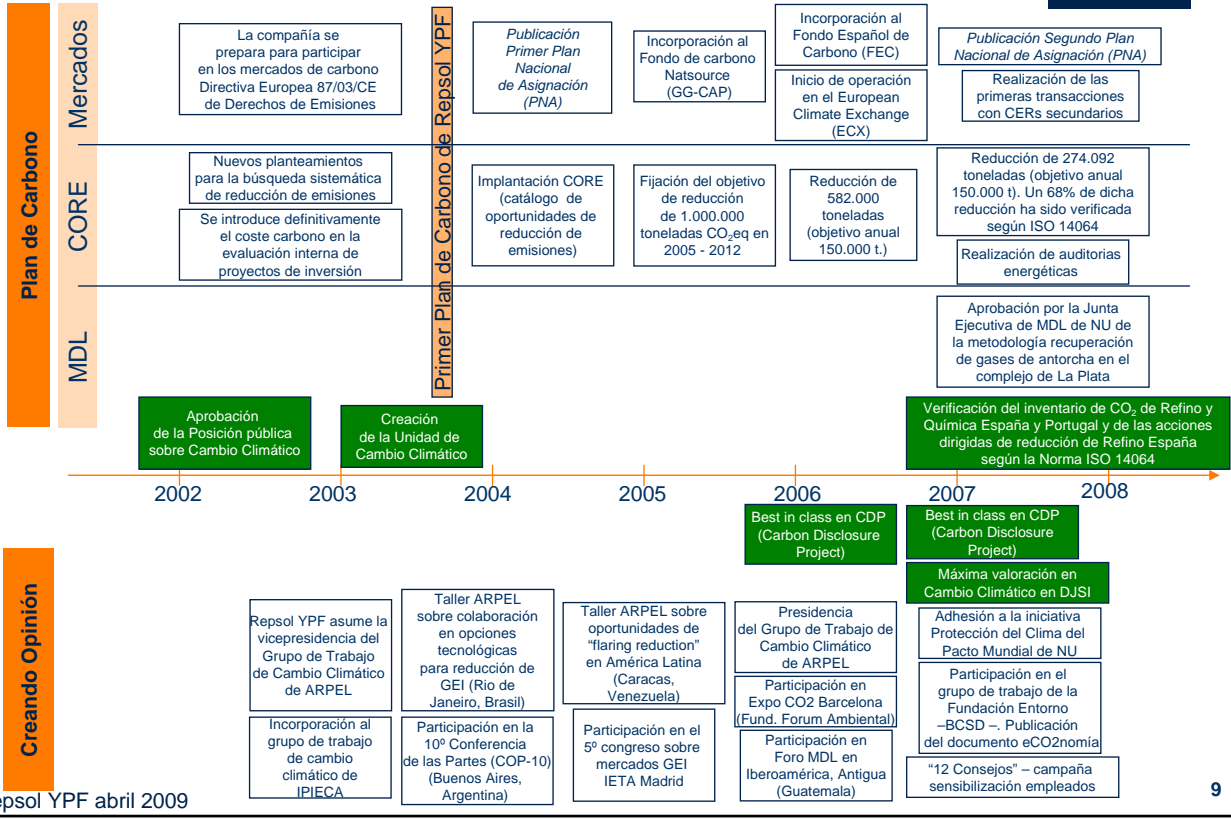 Plan de Carbono
Mercados
La compañía se
prepara para participar
en los mercados de carbono
Directiva Europea 87/03/CE
de Derechos de Emisiones
Primer Plan de Carbono de Repsol YPF
Publicación
Primer Plan
Nacional
de Asignación
(PNA)
Incorporación al
Fondo de carbono
Natsource
(GG-CAP)
Incorporación al
Fondo Español de
Carbono (FEC)
Inicio de operación
en el European
Climate Exchange
(ECX)
Publicación Segundo Plan
Nacional de Asignación (PNA)
Realización de las
primeras transacciones
con CERs secundarios
CORE
Nuevos planteamientos
para la búsqueda sistemática
de reducción de emisiones
Se introduce definitivamente
el coste carbono en la
evaluación interna de
proyectos de inversión
Implantación CORE
(catálogo de
oportunidades de
reducción de
emisiones)
Fijación del objetivo
de reducción
de 1.000.000
toneladas CO2eq en
2005 - 2012
Reducción de
582.000
toneladas
(objetivo anual
150.000 t.)
Reducción de 274.092
toneladas (objetivo anual
150.000 t). Un 68% de dicha
reducción ha sido verificada
según ISO 14064
Realización de auditorias
energéticas
MDL
Aprobación por la Junta
Ejecutiva de MDL de NU de
la metodología recuperación
de gases de antorcha en el
complejo de La Plata
Aprobación
de la Posición pública
sobre Cambio Climático
Creación
de la Unidad de
Cambio Climático
Verificación del inventario de CO2 de Refino y
Química España y Portugal y de las acciones
dirigidas de reducción de Refino España
según la Norma ISO 14064
2002
2003
2004
2005
2006
2007
2008
Creando Opinión
Best in class en CDP
(Carbon Disclosure
Project)
Best in class en CDP
(Carbon Disclosure
Project)
Máxima valoración en
Cambio Climático en DJSI
Repsol YPF asume la
vicepresidencia del
Grupo de Trabajo
de Cambio Climático
de ARPEL
Incorporación al
grupo de trabajo
de cambio
climático de
IPIECA
Taller ARPEL
sobre colaboración
en opciones
tecnológicas
para reducción de
GEI (Rio de
Janeiro, Brasil)
Participación en la
10º Conferencia
de las Partes (COP-10)
(Buenos Aires,
Argentina)
Taller ARPEL sobre
oportunidades de
“flaring reduction”
en América Latina
(Caracas,
Venezuela)
Participación en el
5º congreso sobre
mercados GEI
IETA Madrid
Presidencia
del Grupo de Trabajo de
Cambio Climático
de ARPEL
Participación en
Expo CO2 Barcelona
(Fund. Forum Ambiental)
Participación en
Foro MDL en
Iberoamérica, Antigua
(Guatemala)
Adhesión a la iniciativa
Protección del Clima del
Pacto Mundial de NU
Participación en el
grupo de trabajo de la
Fundación Entorno
–BCSD –. Publicación
del documento eCO2nomía
“12 Consejos” – campaña
sensibilización empleados
epsol YPF abril 2009
9